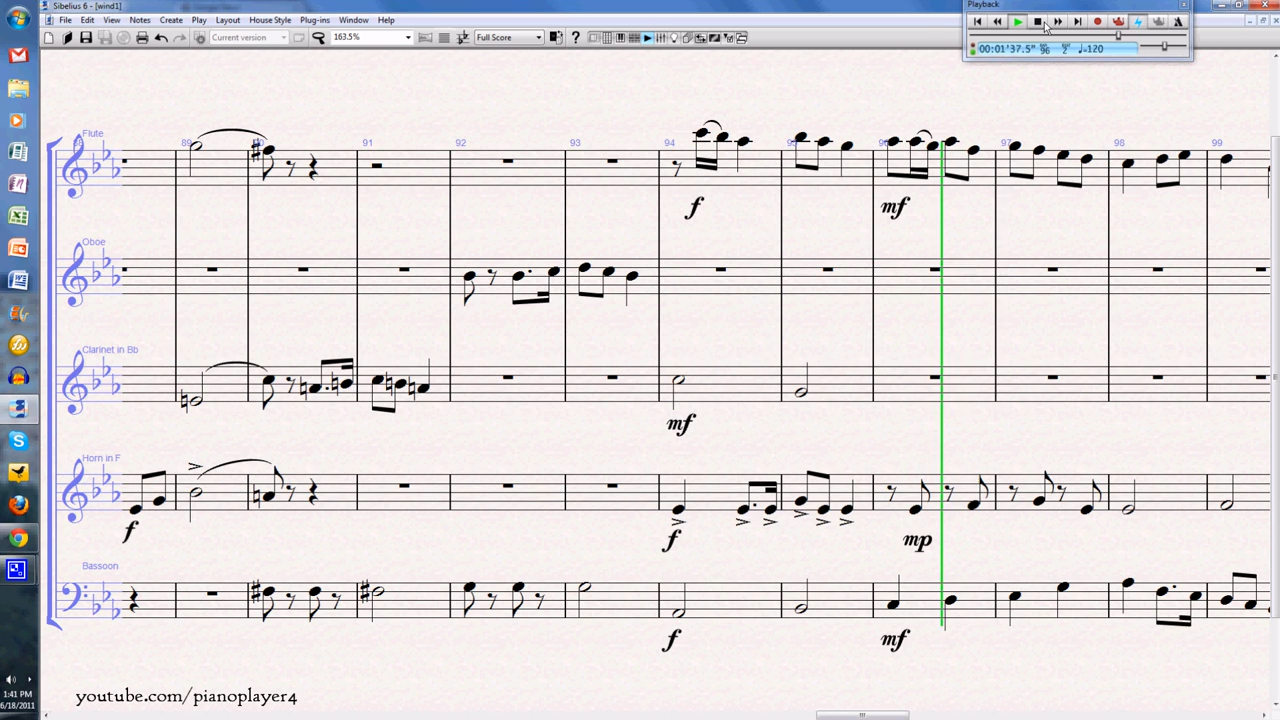 Sibelius 6 - [wind1]
Playback
File Edit View Notes Create Play Layout House Style Plug-ins Window Help
Current version 163.5% Full Score
00:01'37.5" 96 2 ♩=120
Flute
89 91 92 93 94 97 98 99
f mf
Oboe
Clarinet in Bb
mf
Horn in F
f f mp
Bassoon
f mf
youtube.com/pianoplayer4
1:41 PM
6/18/2011